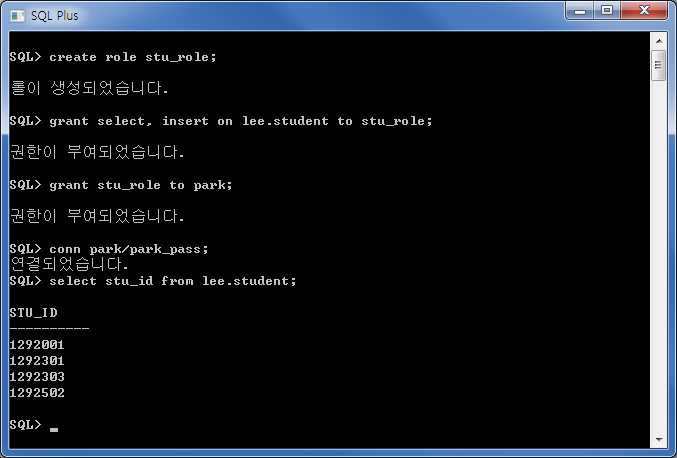 SQL Plus
SQL> create role stu_role;
롤이 생성되었습니다.
SQL> grant select, insert on lee.student to stu_role;
권한이 부여되었습니다.
SQL> grant stu_role to park;
권한이 부여되었습니다.
SQL> conn park/park_pass;
연결되었습니다.
SQL> select stu_id from lee.student;
STU_ID
----------
1292001
1292301
1292303
1292502
SQL> _